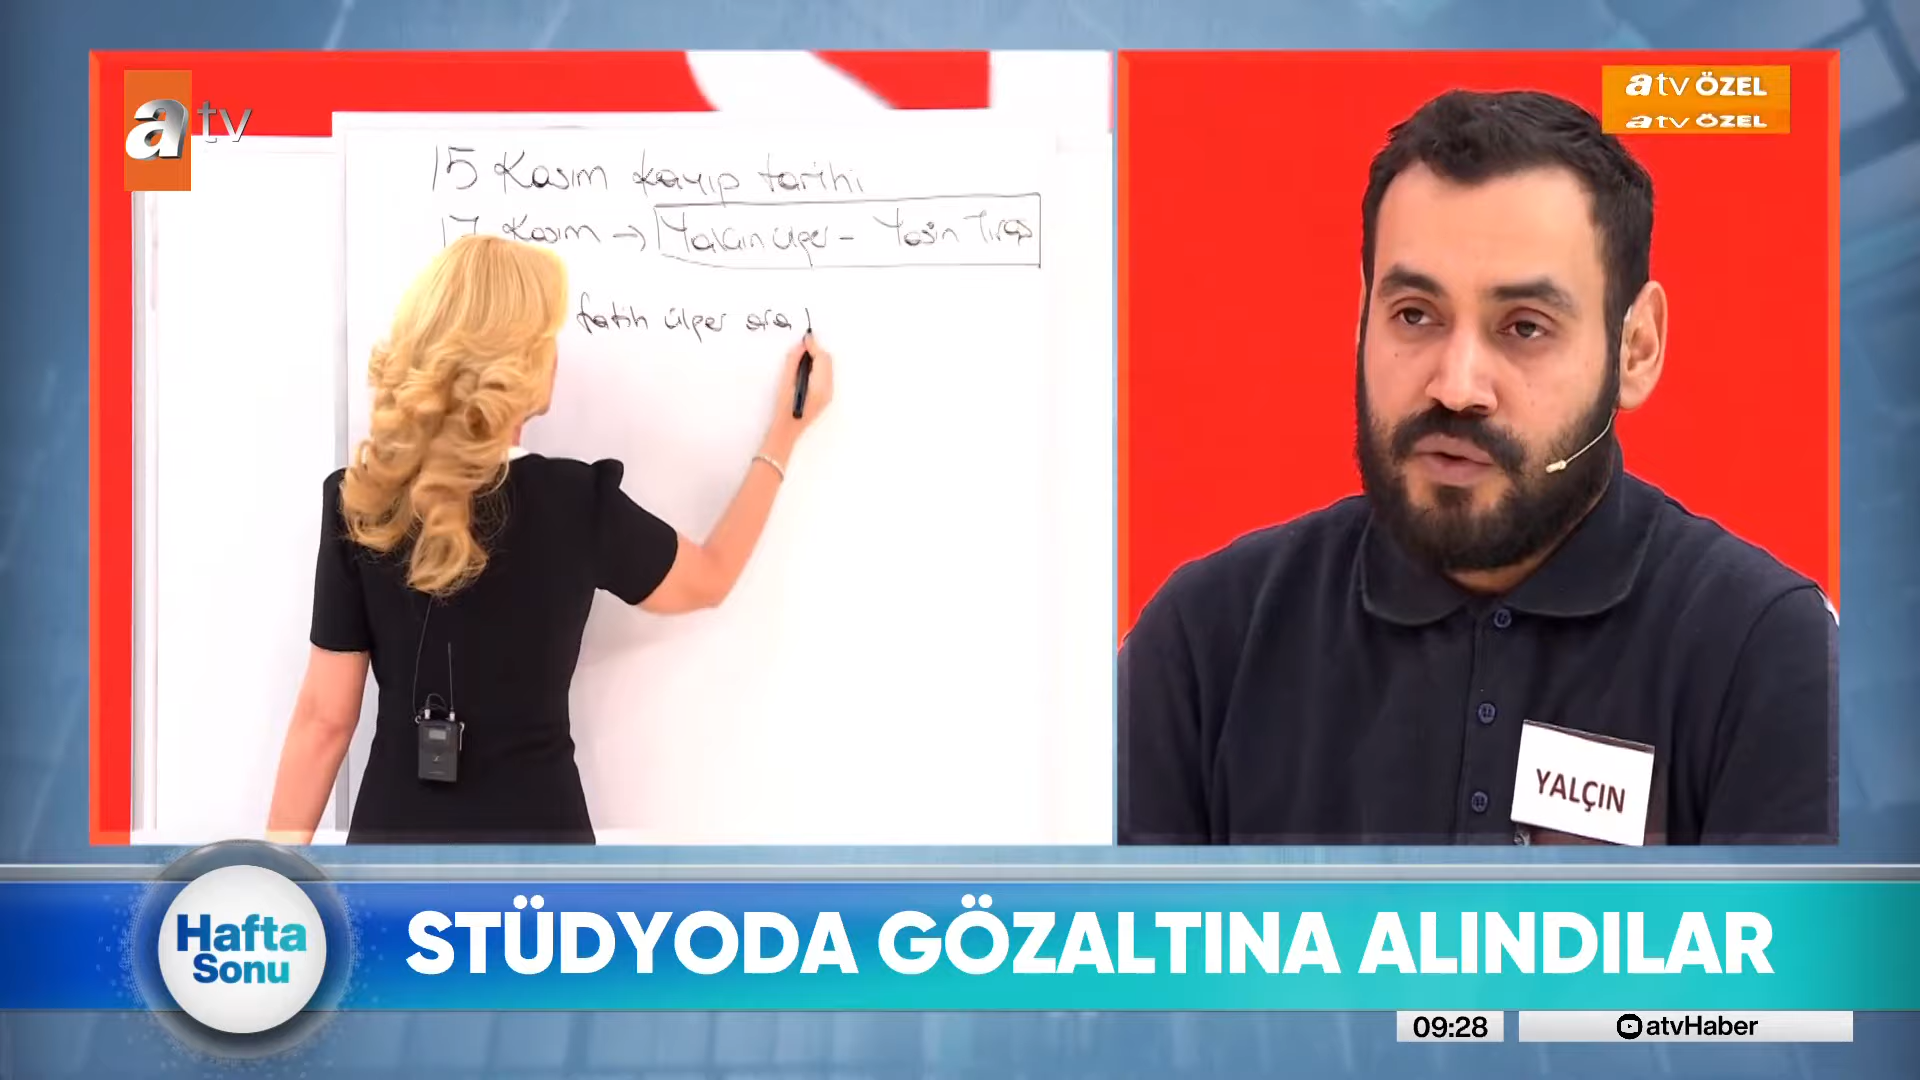 atv
atv ÖZEL
atv ÖZEL
15 Kasım kayıp tarihi
17 Kasım → Yalçın Ülper - Yasin Tıraş
fatih ülper ara
YALÇIN
Hafta
Sonu
STÜDYODA GÖZALTINA ALINDILAR
09:28
atvHaber